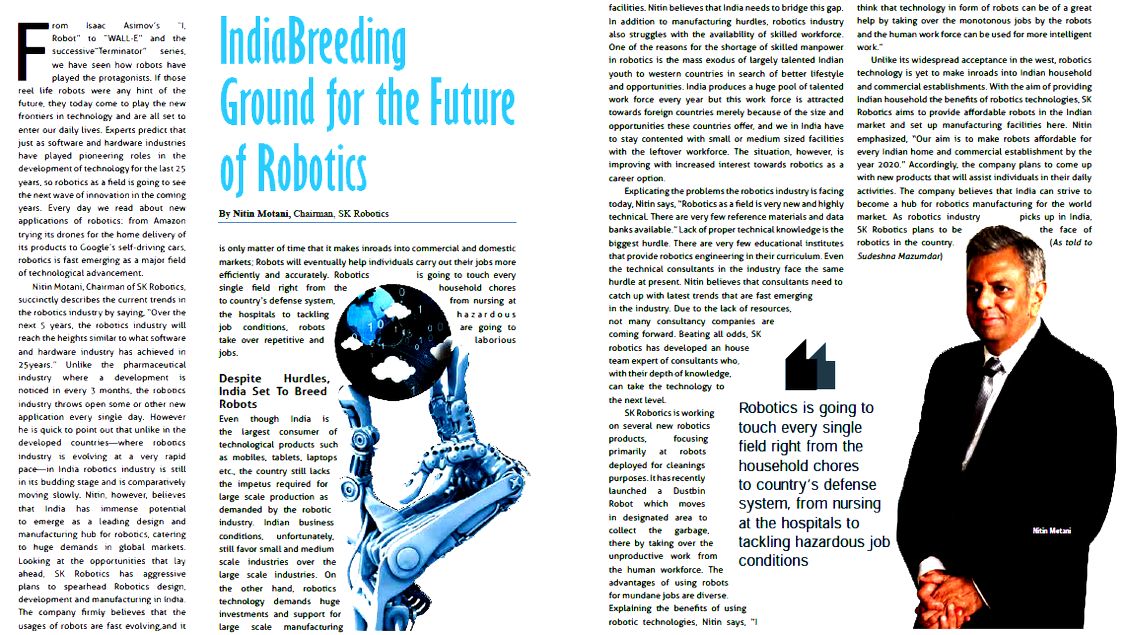 From Isaac Asimov's "I,
Robot" to "WALL-E" and the
successive"Terminator" series,
we have seen how robots have
played the protagonists. If those
reel life robots were any hint of the
future, they today come to play the new
frontiers in technology and are all set to
enter our daily lives. Experts predict that
just as software and hardware industries
have played pioneering roles in the
development of technology for the last 25
years, so robotics as a field is going to see
the next wave of innovation in the coming
years. Every day we read about new
applications of robotics: from Amazon
trying its drones for the home delivery of
its products to Google's self-driving cars,
robotics is fast emerging as a major field
of technological advancement.
Nitin Motani, Chairman of SK Robotics,
succinctly describes the current trends in
the robotics industry by saying, "Over the
next 5 years, the robotics industry will
reach the heights similar to what software
and hardware industry has achieved in
25years." Unlike the pharmaceutical
industry where a development is
noticed in every 3 months, the robotics
industry throws open some or other new
application every single day. However
he is quick to point out that unlike in the
developed countries—where robotics
industry is evolving at a very rapid
pace—in India robotics industry is still
in its budding stage and is comparatively
moving slowly. Nitin, however, believes
that India has immense potential
to emerge as a leading design and
manufacturing hub for robotics, catering
to huge demands in global markets.
Looking at the opportunities that lay
ahead, SK Robotics has aggressive
plans to spearhead Robotics design,
development and manufacturing in India.
The company firmly believes that the
usages of robots are fast evolving,and it
IndiaBreeding
Ground for the Future
of Robotics
By Nitin Motani, Chairman, SK Robotics
is only matter of time that it makes inroads into commercial and domestic
markets; Robots will eventually help individuals carry out their jobs more
efficiently and accurately. Robotics is going to touch every
single field right from the household chores
to country's defense system, from nursing at
the hospitals to tackling hazardous
job conditions, robots are going to
take over repetitive and laborious
jobs.
Despite Hurdles,
India Set To Breed
Robots
Even though India is
the largest consumer of
technological products such
as mobiles, tablets, laptops
etc., the country still lacks
the impetus required for
large scale production as
demanded by the robotic
industry. Indian business
conditions, unfortunately,
still favor small and medium
scale industries over the
large scale industries. On
the other hand, robotics
technology demands huge
investments and support for
large scale manufacturing
facilities. Nitin believes that India needs to bridge this gap.
In addition to manufacturing hurdles, robotics industry
also struggles with the availability of skilled workforce.
One of the reasons for the shortage of skilled manpower
in robotics is the mass exodus of largely talented Indian
youth to western countries in search of better lifestyle
and opportunities. India produces a huge pool of talented
work force every year but this work force is attracted
towards foreign countries merely because of the size and
opportunities these countries offer, and we in India have
to stay contented with small or medium sized facilities
with the leftover workforce. The situation, however, is
improving with increased interest towards robotics as a
career option.
Explicating the problems the robotics industry is facing
today, Nitin says, "Robotics as a field is very new and highly
technical. There are very few reference materials and data
banks available." Lack of proper technical knowledge is the
biggest hurdle. There are very few educational institutes
that provide robotics engineering in their curriculum. Even
the technical consultants in the industry face the same
hurdle at present. Nitin believes that consultants need to
catch up with latest trends that are fast emerging
in the industry. Due to the lack of resources,
not many consultancy companies are
coming forward. Beating all odds, SK
robotics has developed an house
team expert of consultants who,
with their depth of knowledge,
can take the technology to
the next level.
SK Robotics is working
on several new robotics
products, focusing
primarily at robots
deployed for cleanings
purposes. It has recently
launched a Dustbin
Robot which moves
in designated area to
collect the garbage,
there by taking over the
unproductive work from
the human workforce. The
advantages of using robots
for mundane jobs are diverse.
Explaining the benefits of using
robotic technologies, Nitin says, "I
think that technology in form of robots can be of a great
help by taking over the monotonous jobs by the robots
and the human work force can be used for more intelligent
work."
Unlike its widespread acceptance in the west, robotics
technology is yet to make inroads into Indian household
and commercial establishments. With the aim of providing
Indian household the benefits of robotics technologies, SK
Robotics aims to provide affordable robots in the Indian
market and set up manufacturing facilities here. Nitin
emphasized, "Our aim is to make robots affordable for
every Indian home and commercial establishment by the
year 2020." Accordingly, the company plans to come up
with new products that will assist individuals in their daily
activities. The company believes that India can strive to
become a hub for robotics manufacturing for the world
market. As robotics industry picks up in India,
SK Robotics plans to be the face of
robotics in the country. (As told to
Sudeshna Mazumdar)
Robotics is going to
touch every single
field right from the
household chores
to country's defense
system, from nursing
at the hospitals to
tackling hazardous job
conditions
Nitin Metani